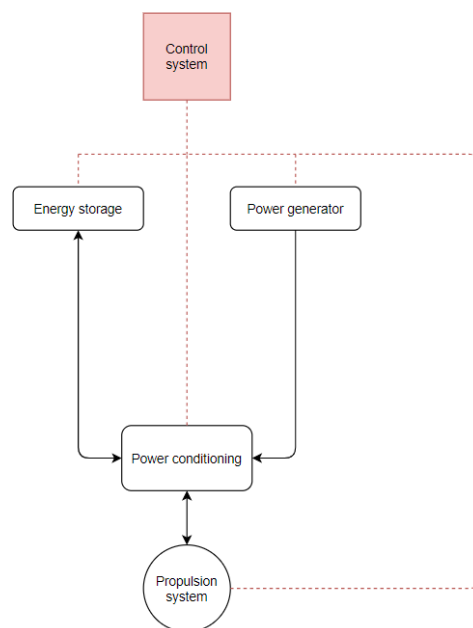 Control
system
Energy storage
Power generator
Power conditioning
Propulsion
system